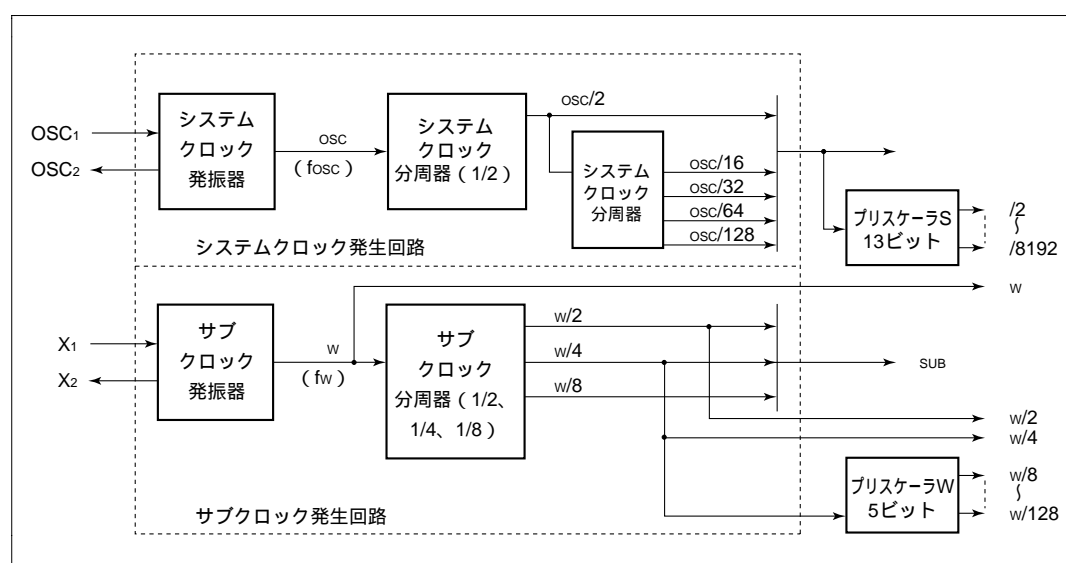 OSC1
OSC2
システム
クロック
発振器
OSC
(fOSC)
システム
クロック
分周器(1/2)
OSC/2
システム
クロック
分周器
OSC/16
OSC/32
OSC/64
OSC/128
プリスケーラS
13ビット
/2
~
/8192
システムクロック発生回路
X1
X2
サブ
クロック
発振器
W
(fW)
サブ
クロック
分周器(1/2、
1/4、1/8)
W/2
W/4
W/8
W
SUB
W/2
W/4
プリスケーラW
5ビット
W/8
~
W/128
サブクロック発生回路